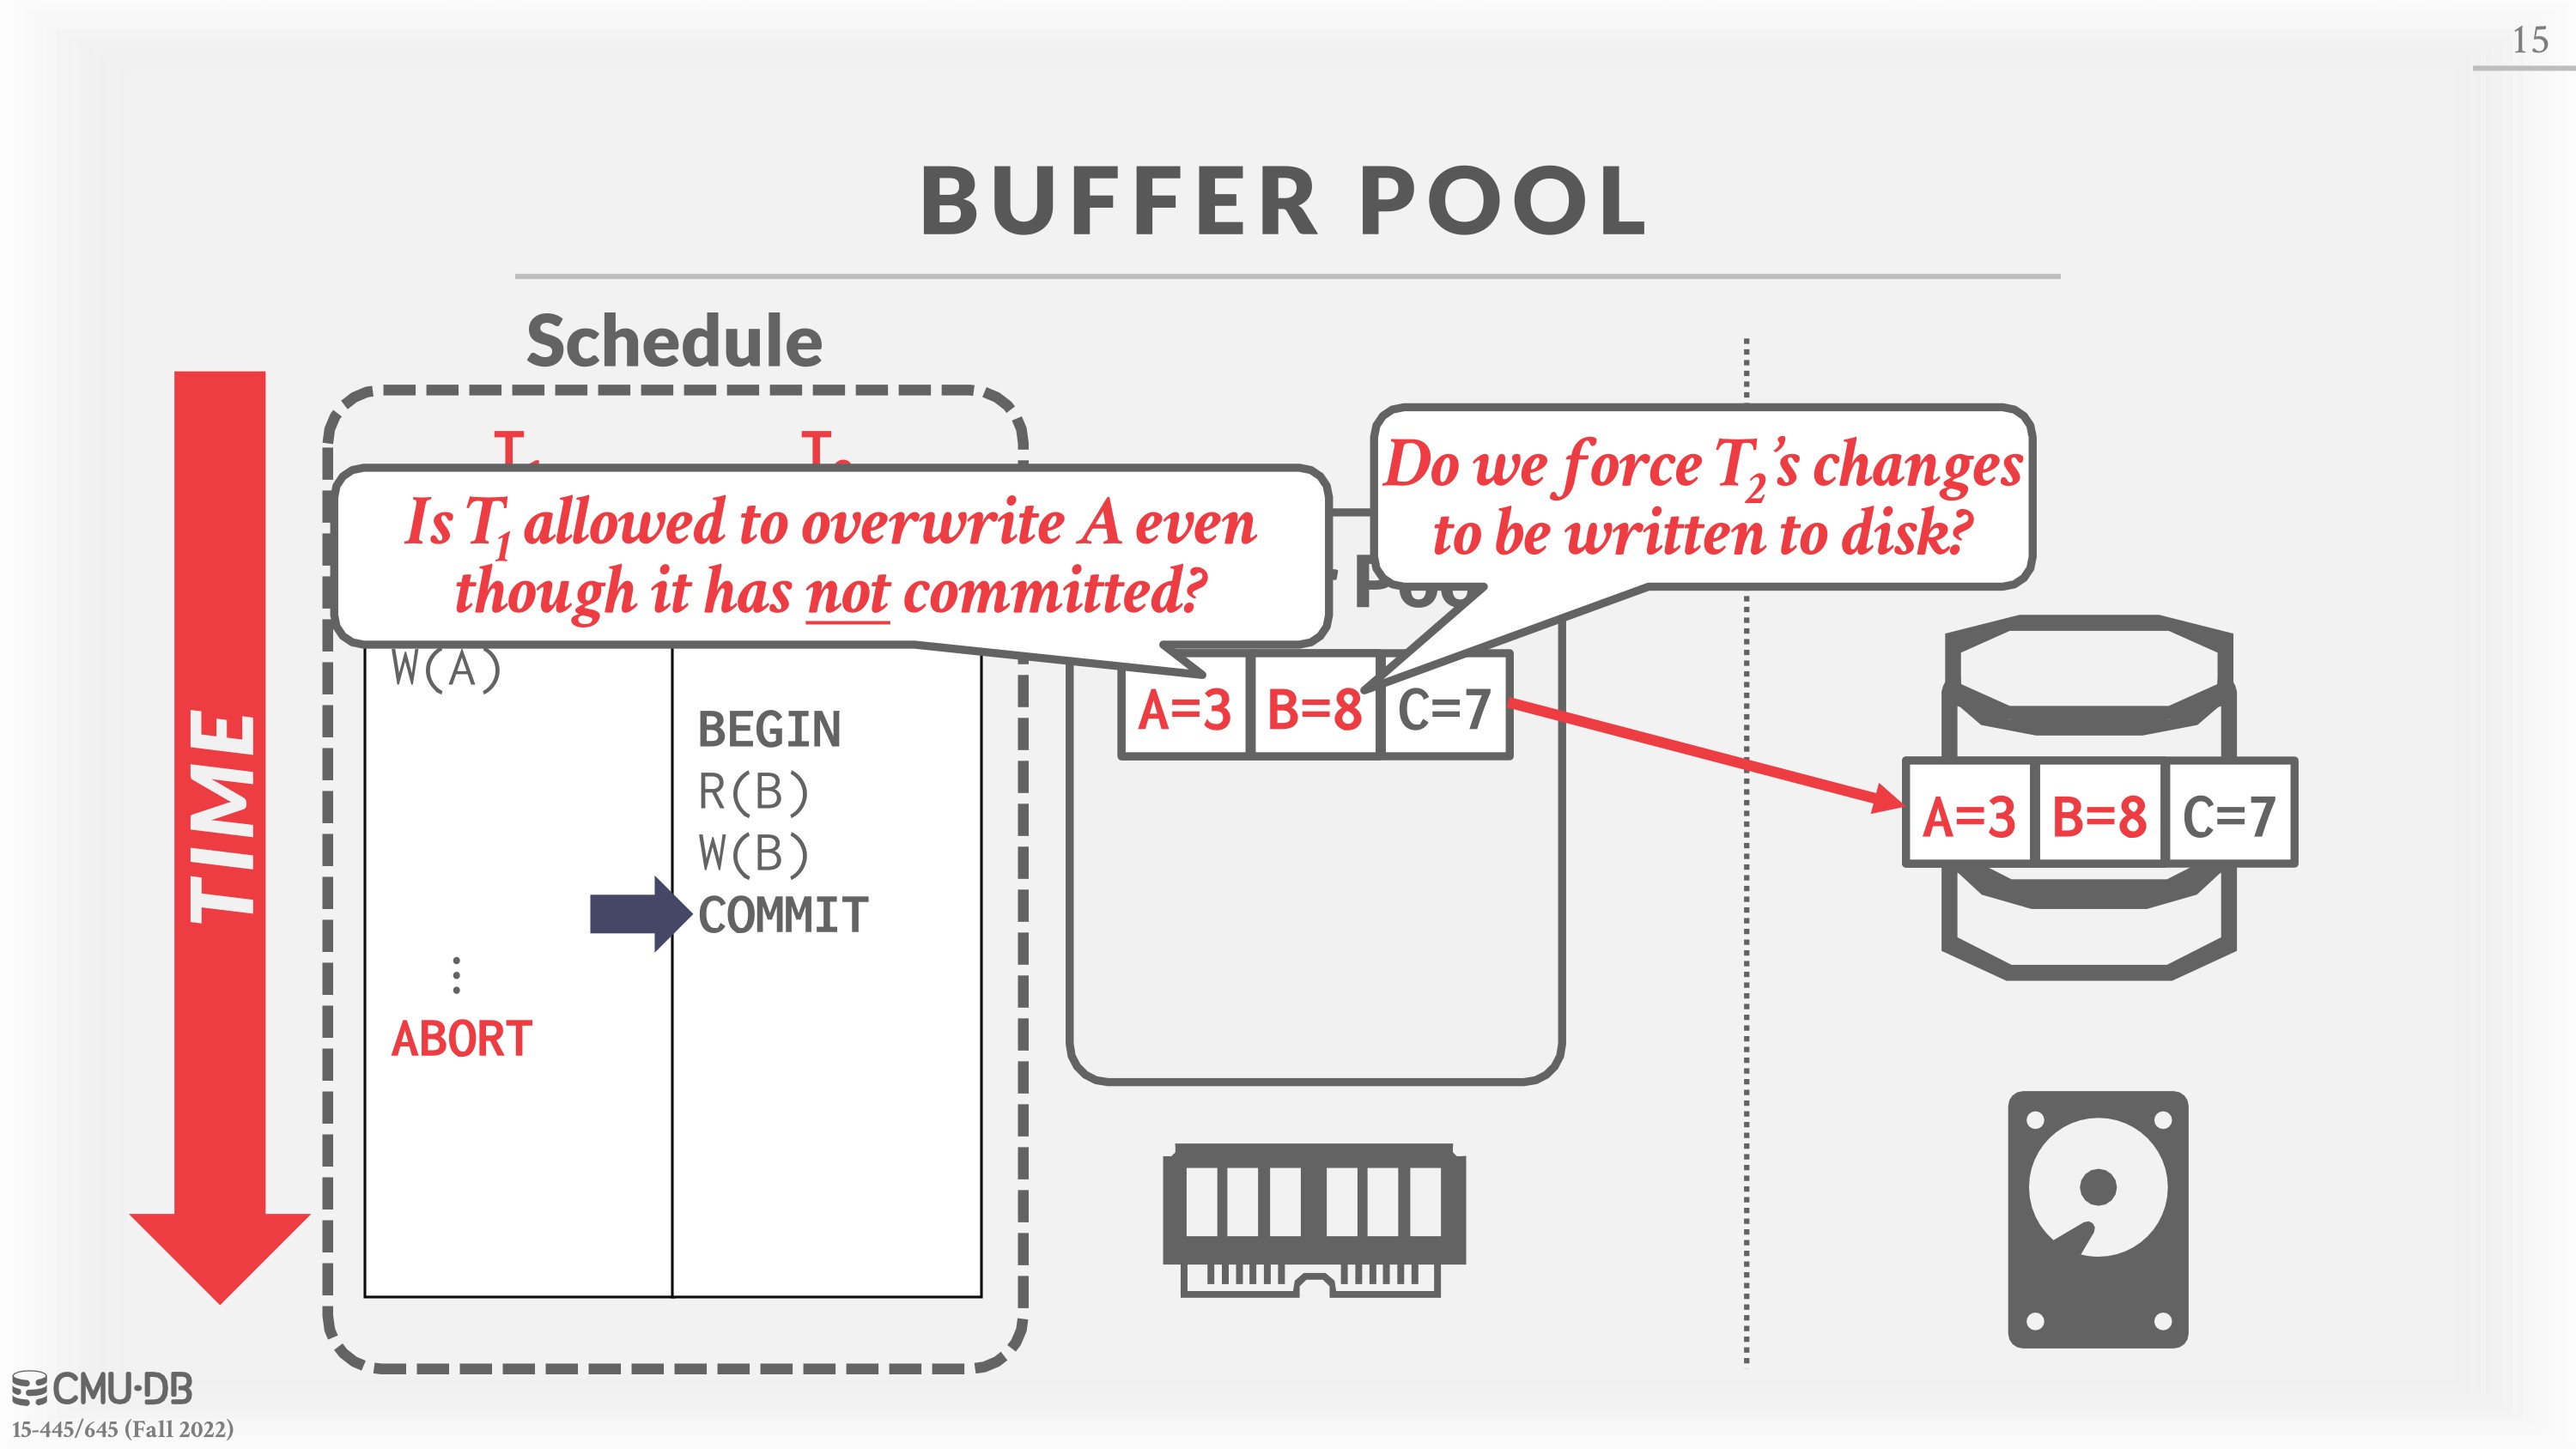 15
BUFFER POOL
Schedule
Do we force T2's changes
to be written to disk?
Is T1 allowed to overwrite A even
though it has not committed?
TIME
W(A)
BEGIN
R(B)
W(B)
COMMIT
⋮
ABORT
A=3 B=8 C=7
A=3 B=8 C=7
CMU·DB
15-445/645 (Fall 2022)